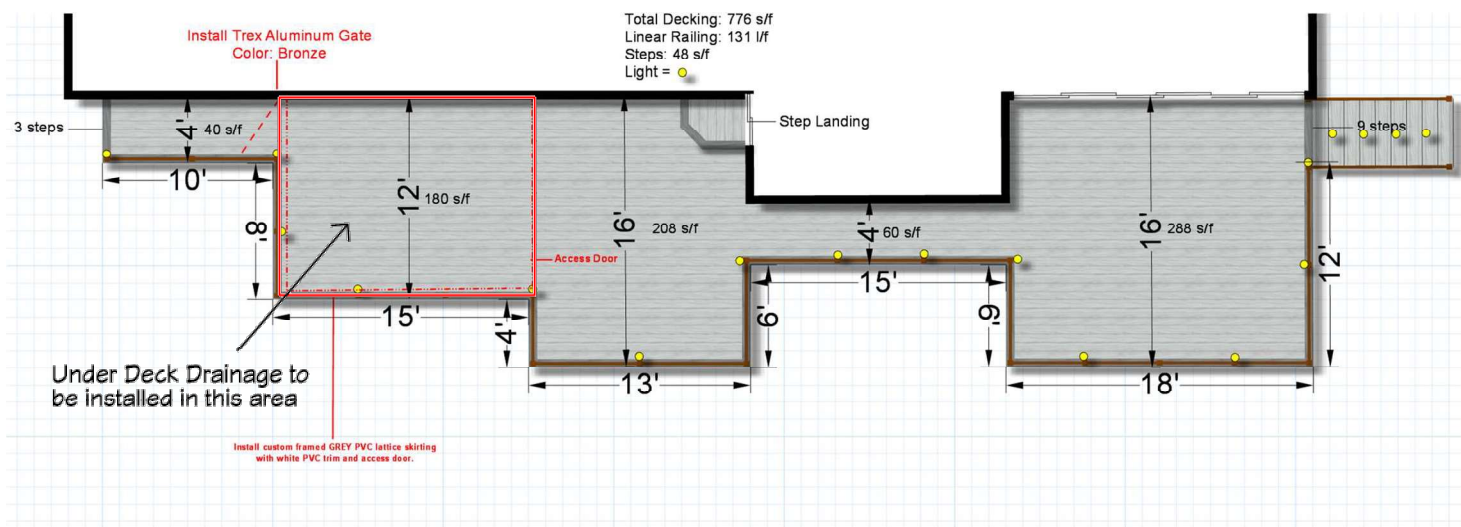 Total Decking: 776 s/f
Linear Railing: 131 l/f
Steps: 48 s/f
Light =
Install Trex Aluminum Gate
Color: Bronze
3 steps
4'
40 s/f
10'
8'
12'
180 s/f
15'
4'
16'
208 s/f
Access Door
13'
Step Landing
4'
60 s/f
15'
6'
6'
16'
288 s/f
18'
9 steps
12'
Under Deck Drainage to
be installed in this area
Install custom framed GREY PVC lattice skirting
with white PVC trim and access door.